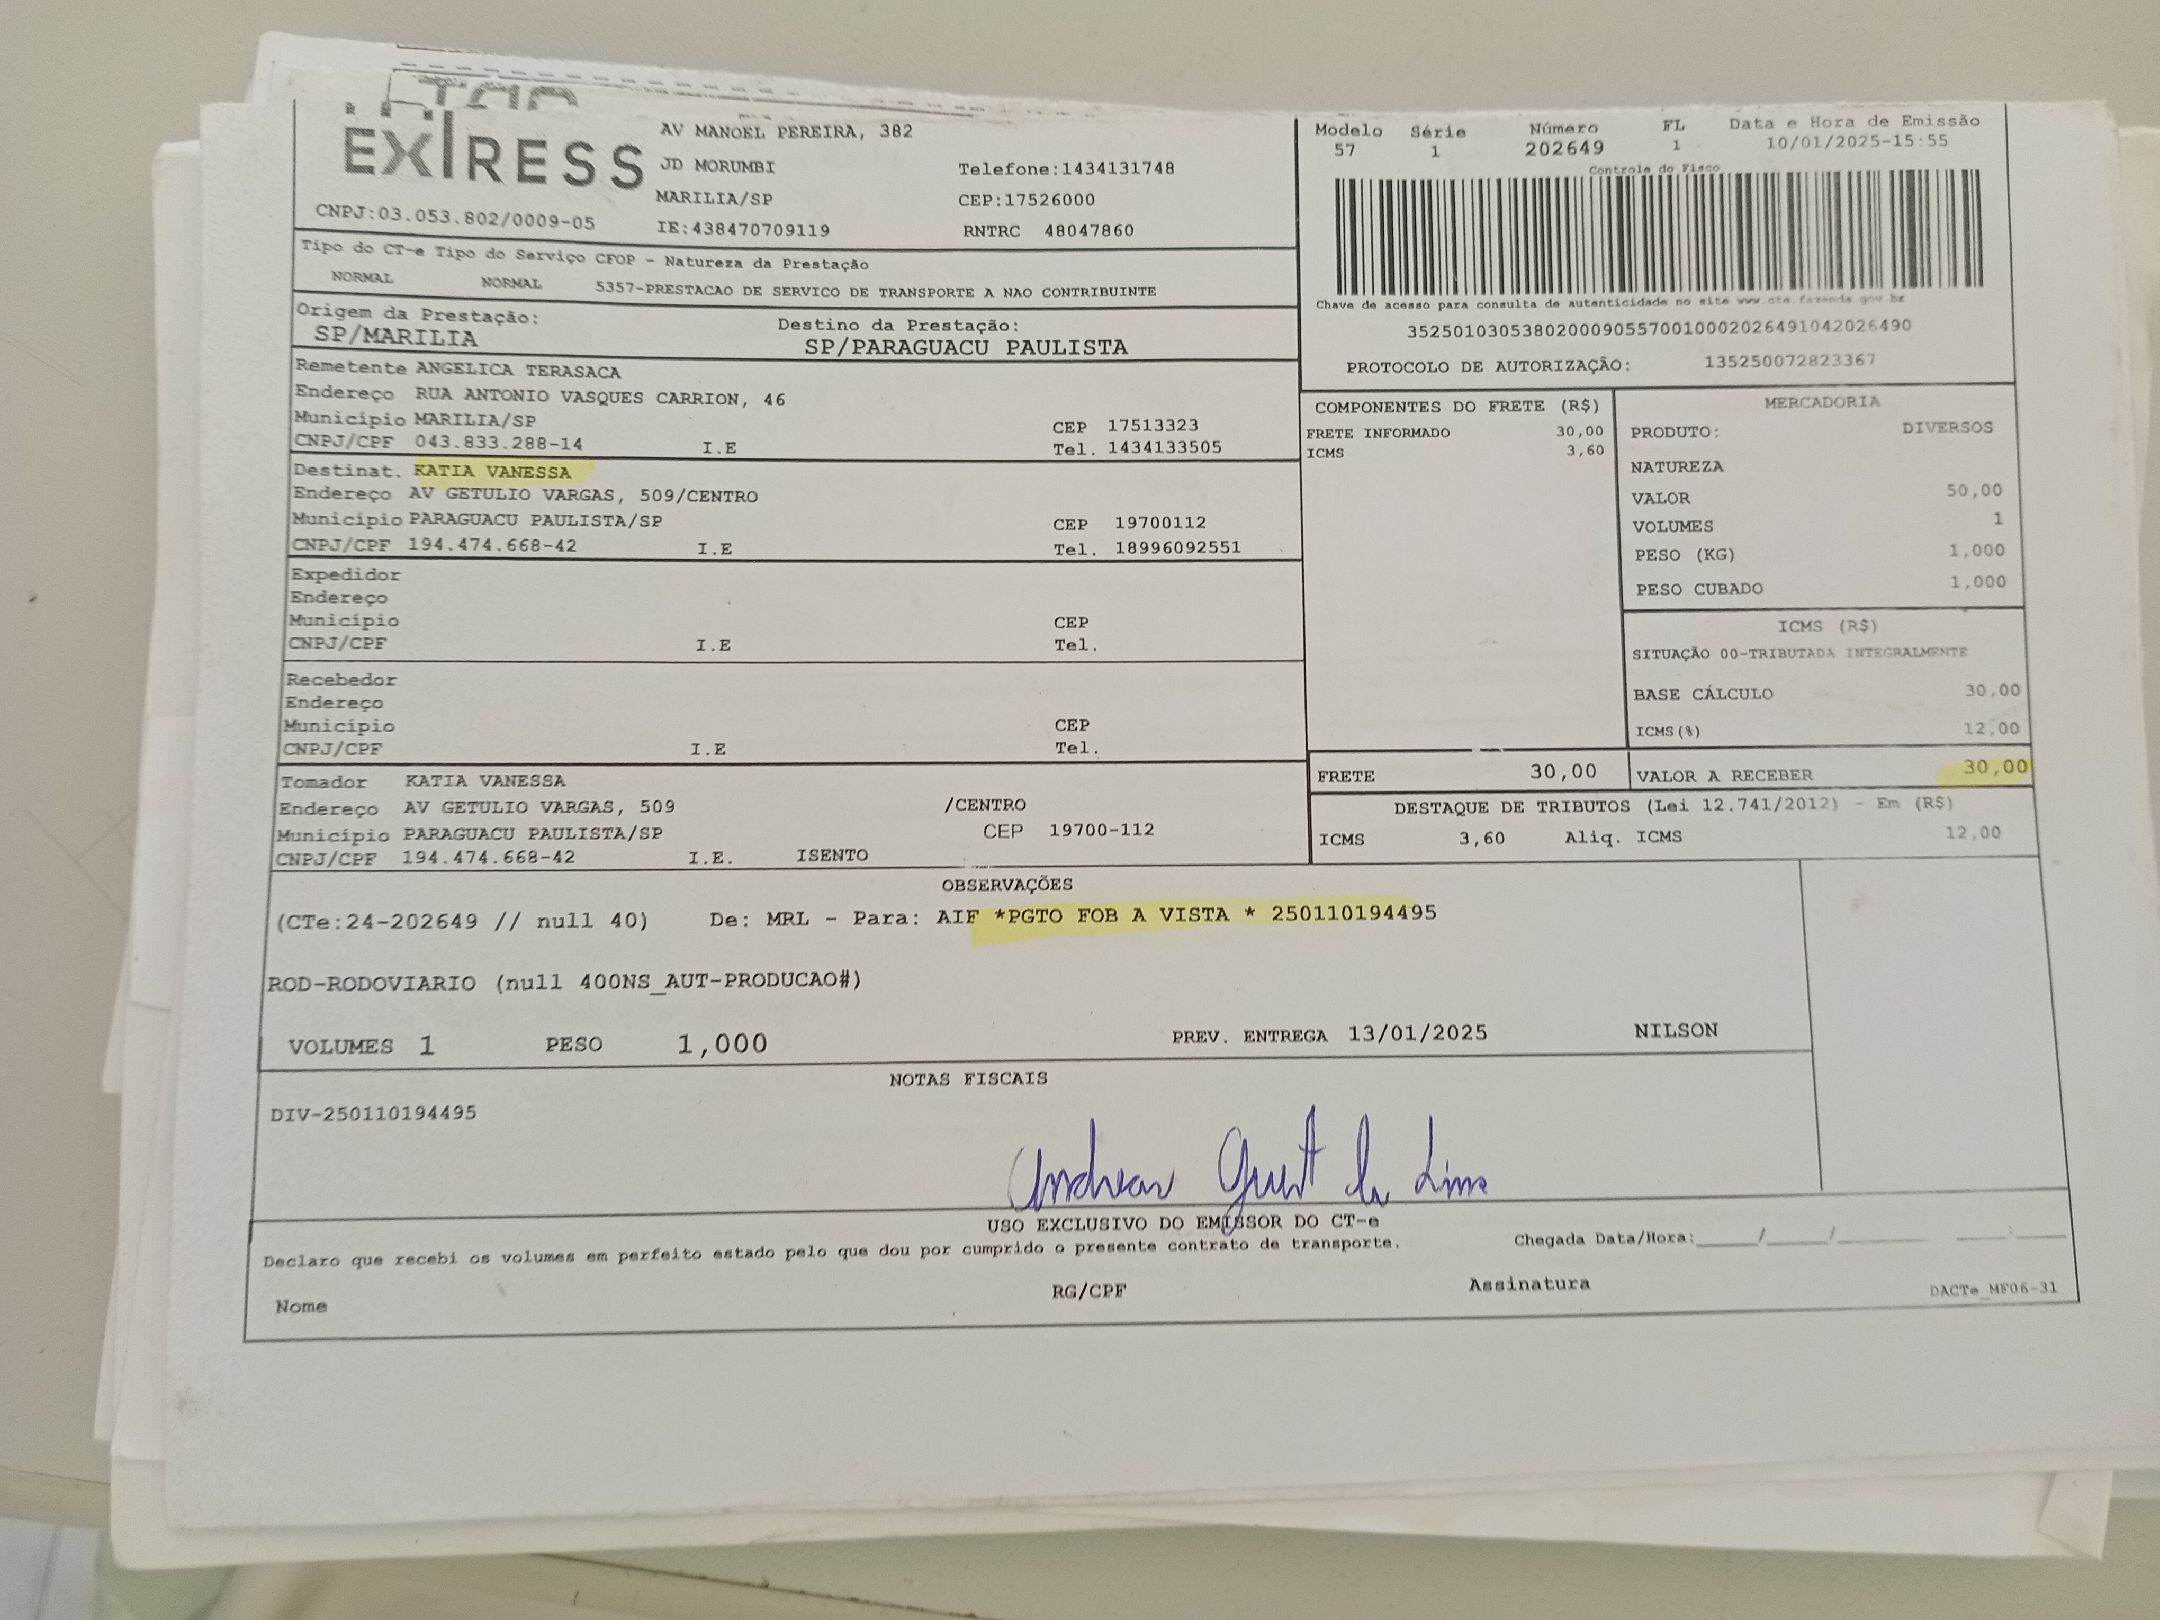 EXPRESS
AV MANOEL PEREIRA, 382
JD MORUMBI
Telefone:1434131748
MARILIA/SP
CEP:17526000
CNPJ:03.053.802/0009-05
IE:438470709119
RNTRC 48047860
Modelo Série Número FL Data e Hora de Emissão
57 1 202649 1 10/01/2025-15:55
Controle do Fisco
Chave de acesso para consulta de autenticidade no site www.cte.fazenda.gov.br
35250103053802000905570010002026491042026490
PROTOCOLO DE AUTORIZAÇÃO: 135250072823367
Tipo do CT-e Tipo do Serviço CFOP - Natureza da Prestação
NORMAL NORMAL 5357-PRESTACAO DE SERVICO DE TRANSPORTE A NAO CONTRIBUINTE
Origem da Prestação: Destino da Prestação:
SP/MARILIA SP/PARAGUACU PAULISTA
Remetente ANGELICA TERASACA
Endereço RUA ANTONIO VASQUES CARRION, 46
Município MARILIA/SP CEP 17513323
CNPJ/CPF 043.833.288-14 I.E Tel. 1434133505
Destinat. KATIA VANESSA
Endereço AV GETULIO VARGAS, 509/CENTRO
Município PARAGUACU PAULISTA/SP CEP 19700112
CNPJ/CPF 194.474.668-42 I.E Tel. 18996092551
Expedidor
Endereço
Município CEP
CNPJ/CPF I.E Tel.
Recebedor
Endereço
Município CEP
CNPJ/CPF I.E Tel.
Tomador KATIA VANESSA
Endereço AV GETULIO VARGAS, 509 /CENTRO
Município PARAGUACU PAULISTA/SP CEP 19700-112
CNPJ/CPF 194.474.668-42 I.E. ISENTO
COMPONENTES DO FRETE (R$)
FRETE INFORMADO 30,00
ICMS 3,60
MERCADORIA
PRODUTO: DIVERSOS
NATUREZA
VALOR 50,00
VOLUMES 1
PESO (KG) 1,000
PESO CUBADO 1,000
ICMS (R$)
SITUAÇÃO 00-TRIBUTADA INTEGRALMENTE
BASE CÁLCULO 30,00
ICMS(%) 12,00
FRETE 30,00 VALOR A RECEBER 30,00
DESTAQUE DE TRIBUTOS (Lei 12.741/2012) - Em (R$)
ICMS 3,60 Aliq. ICMS 12,00
OBSERVAÇÕES
(CTe:24-202649 // null 40) De: MRL - Para: AIF *PGTO FOB A VISTA * 250110194495
ROD-RODOVIARIO (null 400NS_AUT-PRODUCAO#)
VOLUMES 1 PESO 1,000 PREV. ENTREGA 13/01/2025 NILSON
NOTAS FISCAIS
DIV-250110194495
Lima
USO EXCLUSIVO DO EMISSOR DO CT-e
Declaro que recebi os volumes em perfeito estado pelo que dou por cumprido o presente contrato de transporte. Chegada Data/Hora:_____/_____/________ ____:____
Nome RG/CPF Assinatura DACTe_MF06-31